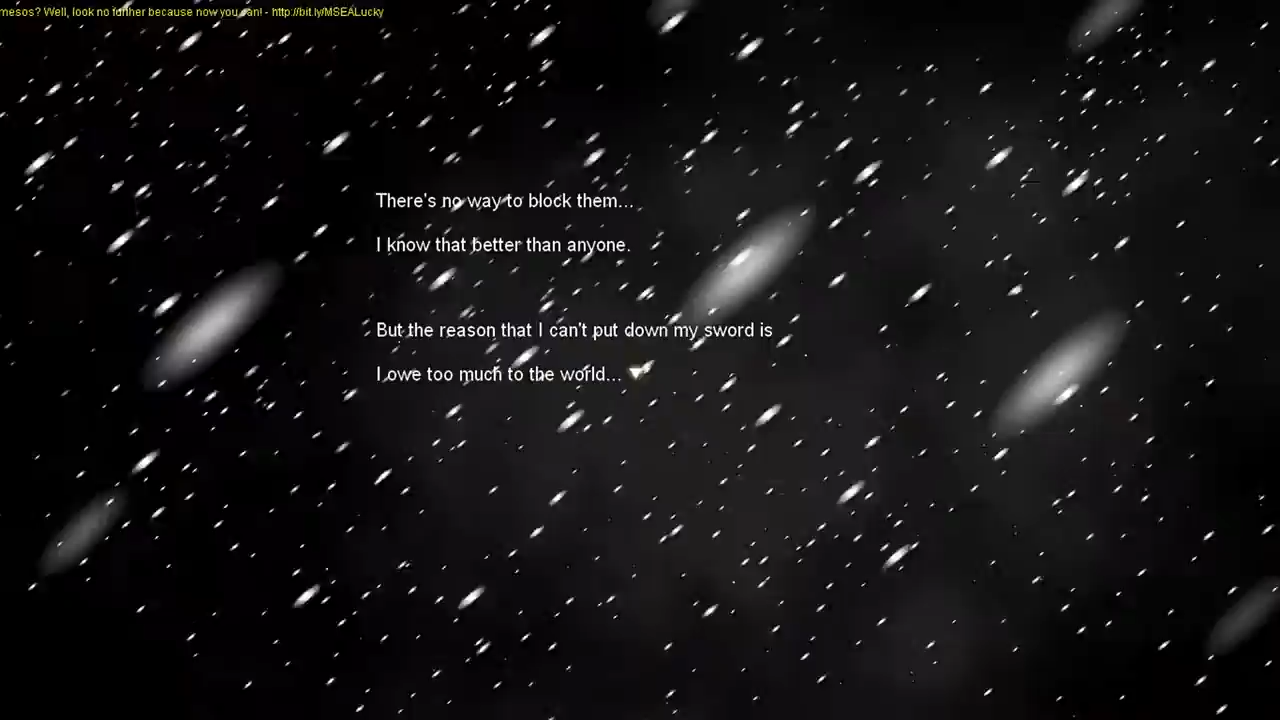 mesos? Well, look no further because now you can! - http://bit.ly/MSEALucky
There's no way to block them...
I know that better than anyone.
But the reason that I can't put down my sword is
I owe too much to the world...